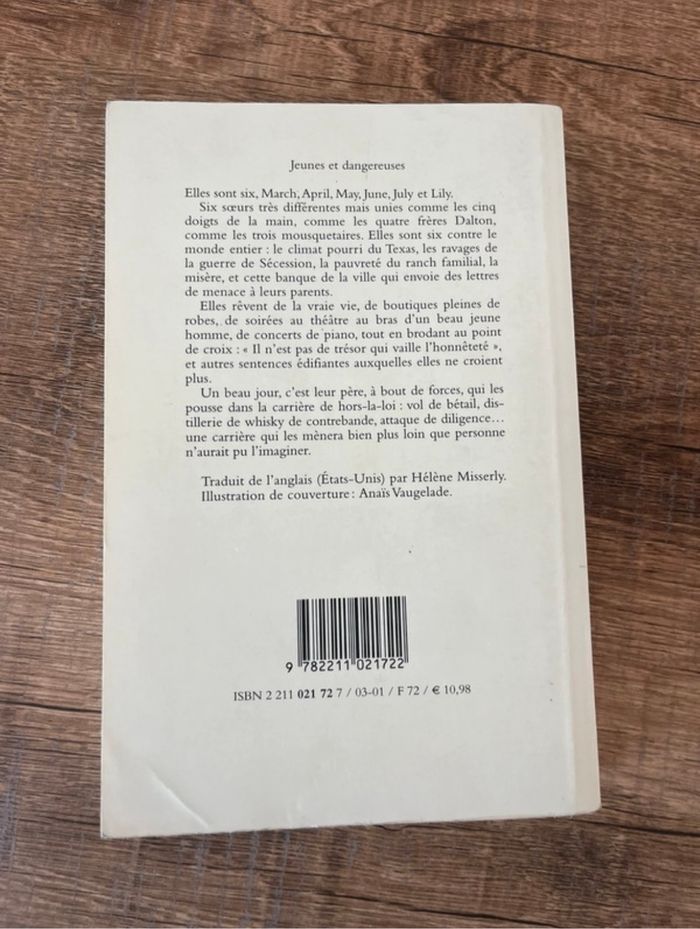 Jeunes et dangereuses
Elles sont six, March, April, May, June, July et Lily.
Six sœurs très différentes mais unies comme les cinq
doigts de la main, comme les quatre frères Dalton,
comme les trois mousquetaires. Elles sont six contre le
monde entier : le climat pourri du Texas, les ravages de
la guerre de Sécession, la pauvreté du ranch familial, la
misère, et cette banque de la ville qui envoie des lettres
de menace à leurs parents.
Elles rêvent de la vraie vie, de boutiques pleines de
robes, de soirées au théâtre au bras d'un beau jeune
homme, de concerts de piano, tout en brodant au point
de croix : « Il n'est pas de trésor qui vaille l'honnêteté »,
et autres sentences édifiantes auxquelles elles ne croient
plus.
Un beau jour, c'est leur père, à bout de forces, qui les
pousse dans la carrière de hors-la-loi : vol de bétail, dis-
tillerie de whisky de contrebande, attaque de diligence…
une carrière qui les mènera bien plus loin que personne
n'aurait pu l'imaginer.
Traduit de l'anglais (États-Unis) par Hélène Misserly.
Illustration de couverture : Anaïs Vaugelade.
9 782211 021722
ISBN 2 211 021 72 7 / 03-01 / F 72 / € 10,98